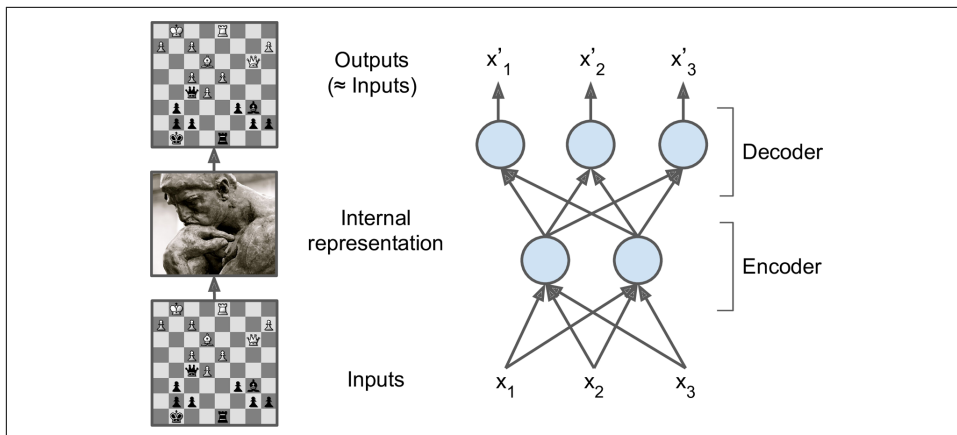 Outputs
(≈ Inputs)
x'1 x'2 x'3
Decoder
Internal
representation
Encoder
Inputs
x1 x2 x3